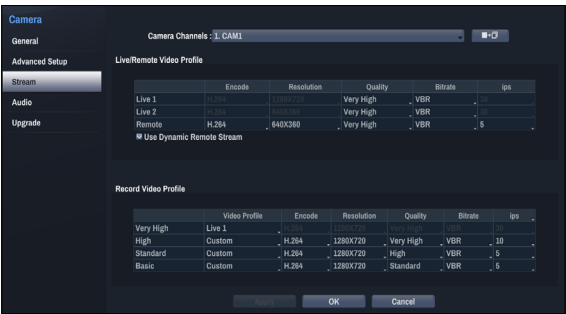 Camera
General
Advanced Setup
Stream
Audio
Upgrade
Camera Channels : 1. CAM1
Live/Remote Video Profile
Encode Resolution Quality Bitrate ips
Live 1 H.264 1280X720 Very High VBR 30
Live 2 H.264 640X360 Very High VBR 30
Remote H.264 640X360 Very High VBR 5
Use Dynamic Remote Stream
Record Video Profile
Video Profile Encode Resolution Quality Bitrate ips
Very High Live 1 H.264 1280X720 Very High VBR 30
High Custom H.264 1280X720 Very High VBR 10
Standard Custom H.264 1280X720 High VBR 5
Basic Custom H.264 1280X720 Standard VBR 5
Apply OK Cancel